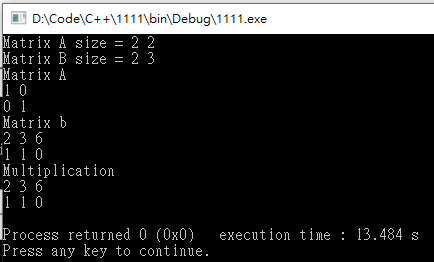 D:\Code\C++\1111\bin\Debug\1111.exe
Matrix A size = 2 2
Matrix B size = 2 3
Matrix A
1 0
0 1
Matrix b
2 3 6
1 1 0
Multiplication
2 3 6
1 1 0
Process returned 0 (0x0)   execution time : 13.484 s
Press any key to continue.